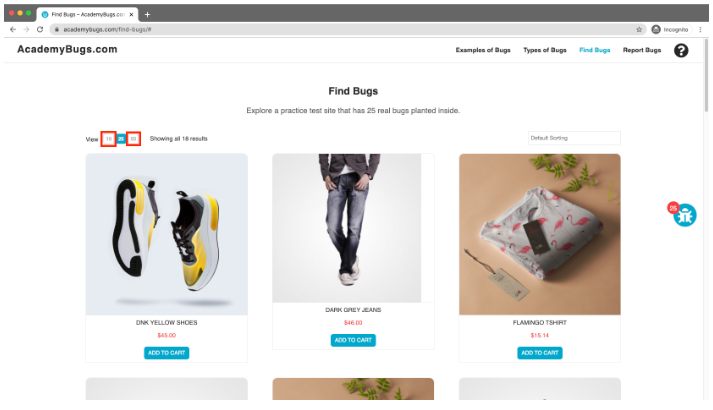 Find Bugs – AcademyBugs.com
academybugs.com/find-bugs/#
Incognito
AcademyBugs.com
Examples of Bugs
Types of Bugs
Find Bugs
Report Bugs
?
Find Bugs
Explore a practice test site that has 25 real bugs planted inside.
View
Showing all 18 results
Default Sorting
25
DNK YELLOW SHOES
DARK GREY JEANS
FLAMINGO TSHIRT
$45.00
$46.00
$15.14
ADD TO CART
ADD TO CART
ADD TO CART